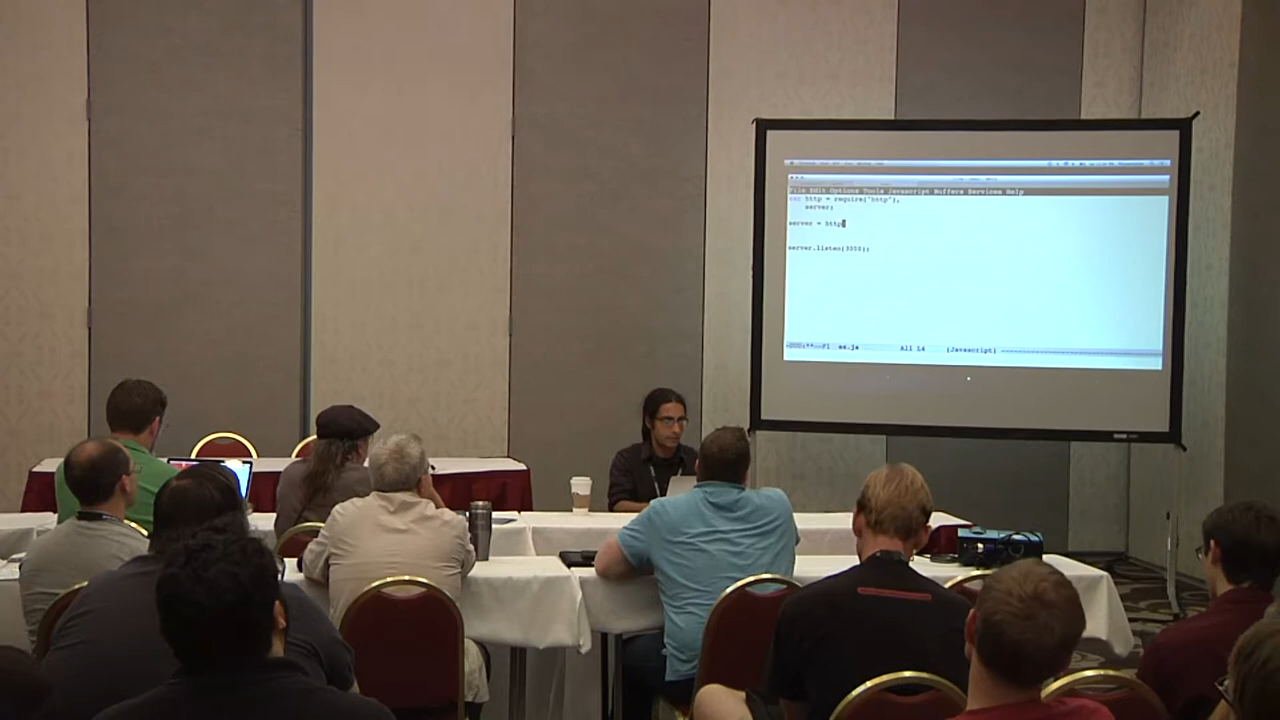 File Edit Options Tools Javascript Buffers Services Help
var http = require("http"),
server;
server = http
server.listen(3000);
All L4 (Javascript)